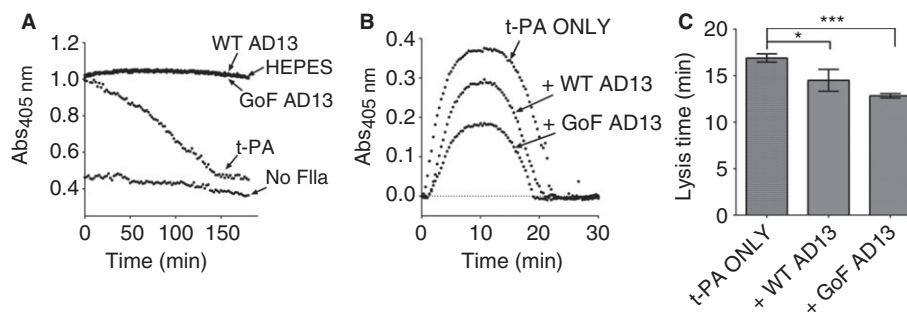 A
Abs405 nm
1.2
1.0
0.8
0.6
0.4
WT AD13
HEPES
GoF AD13
t-PA
No FIIa
0 50 100 150
Time (min)
B
Abs405 nm
0.4
0.3
0.2
0.1
0.0
t-PA ONLY
+ WT AD13
+ GoF AD13
0 10 20 30
Time (min)
C
Lysis time (min)
20
15
10
5
0
***
*
t-PA ONLY
+ WT AD13
+ GoF AD13